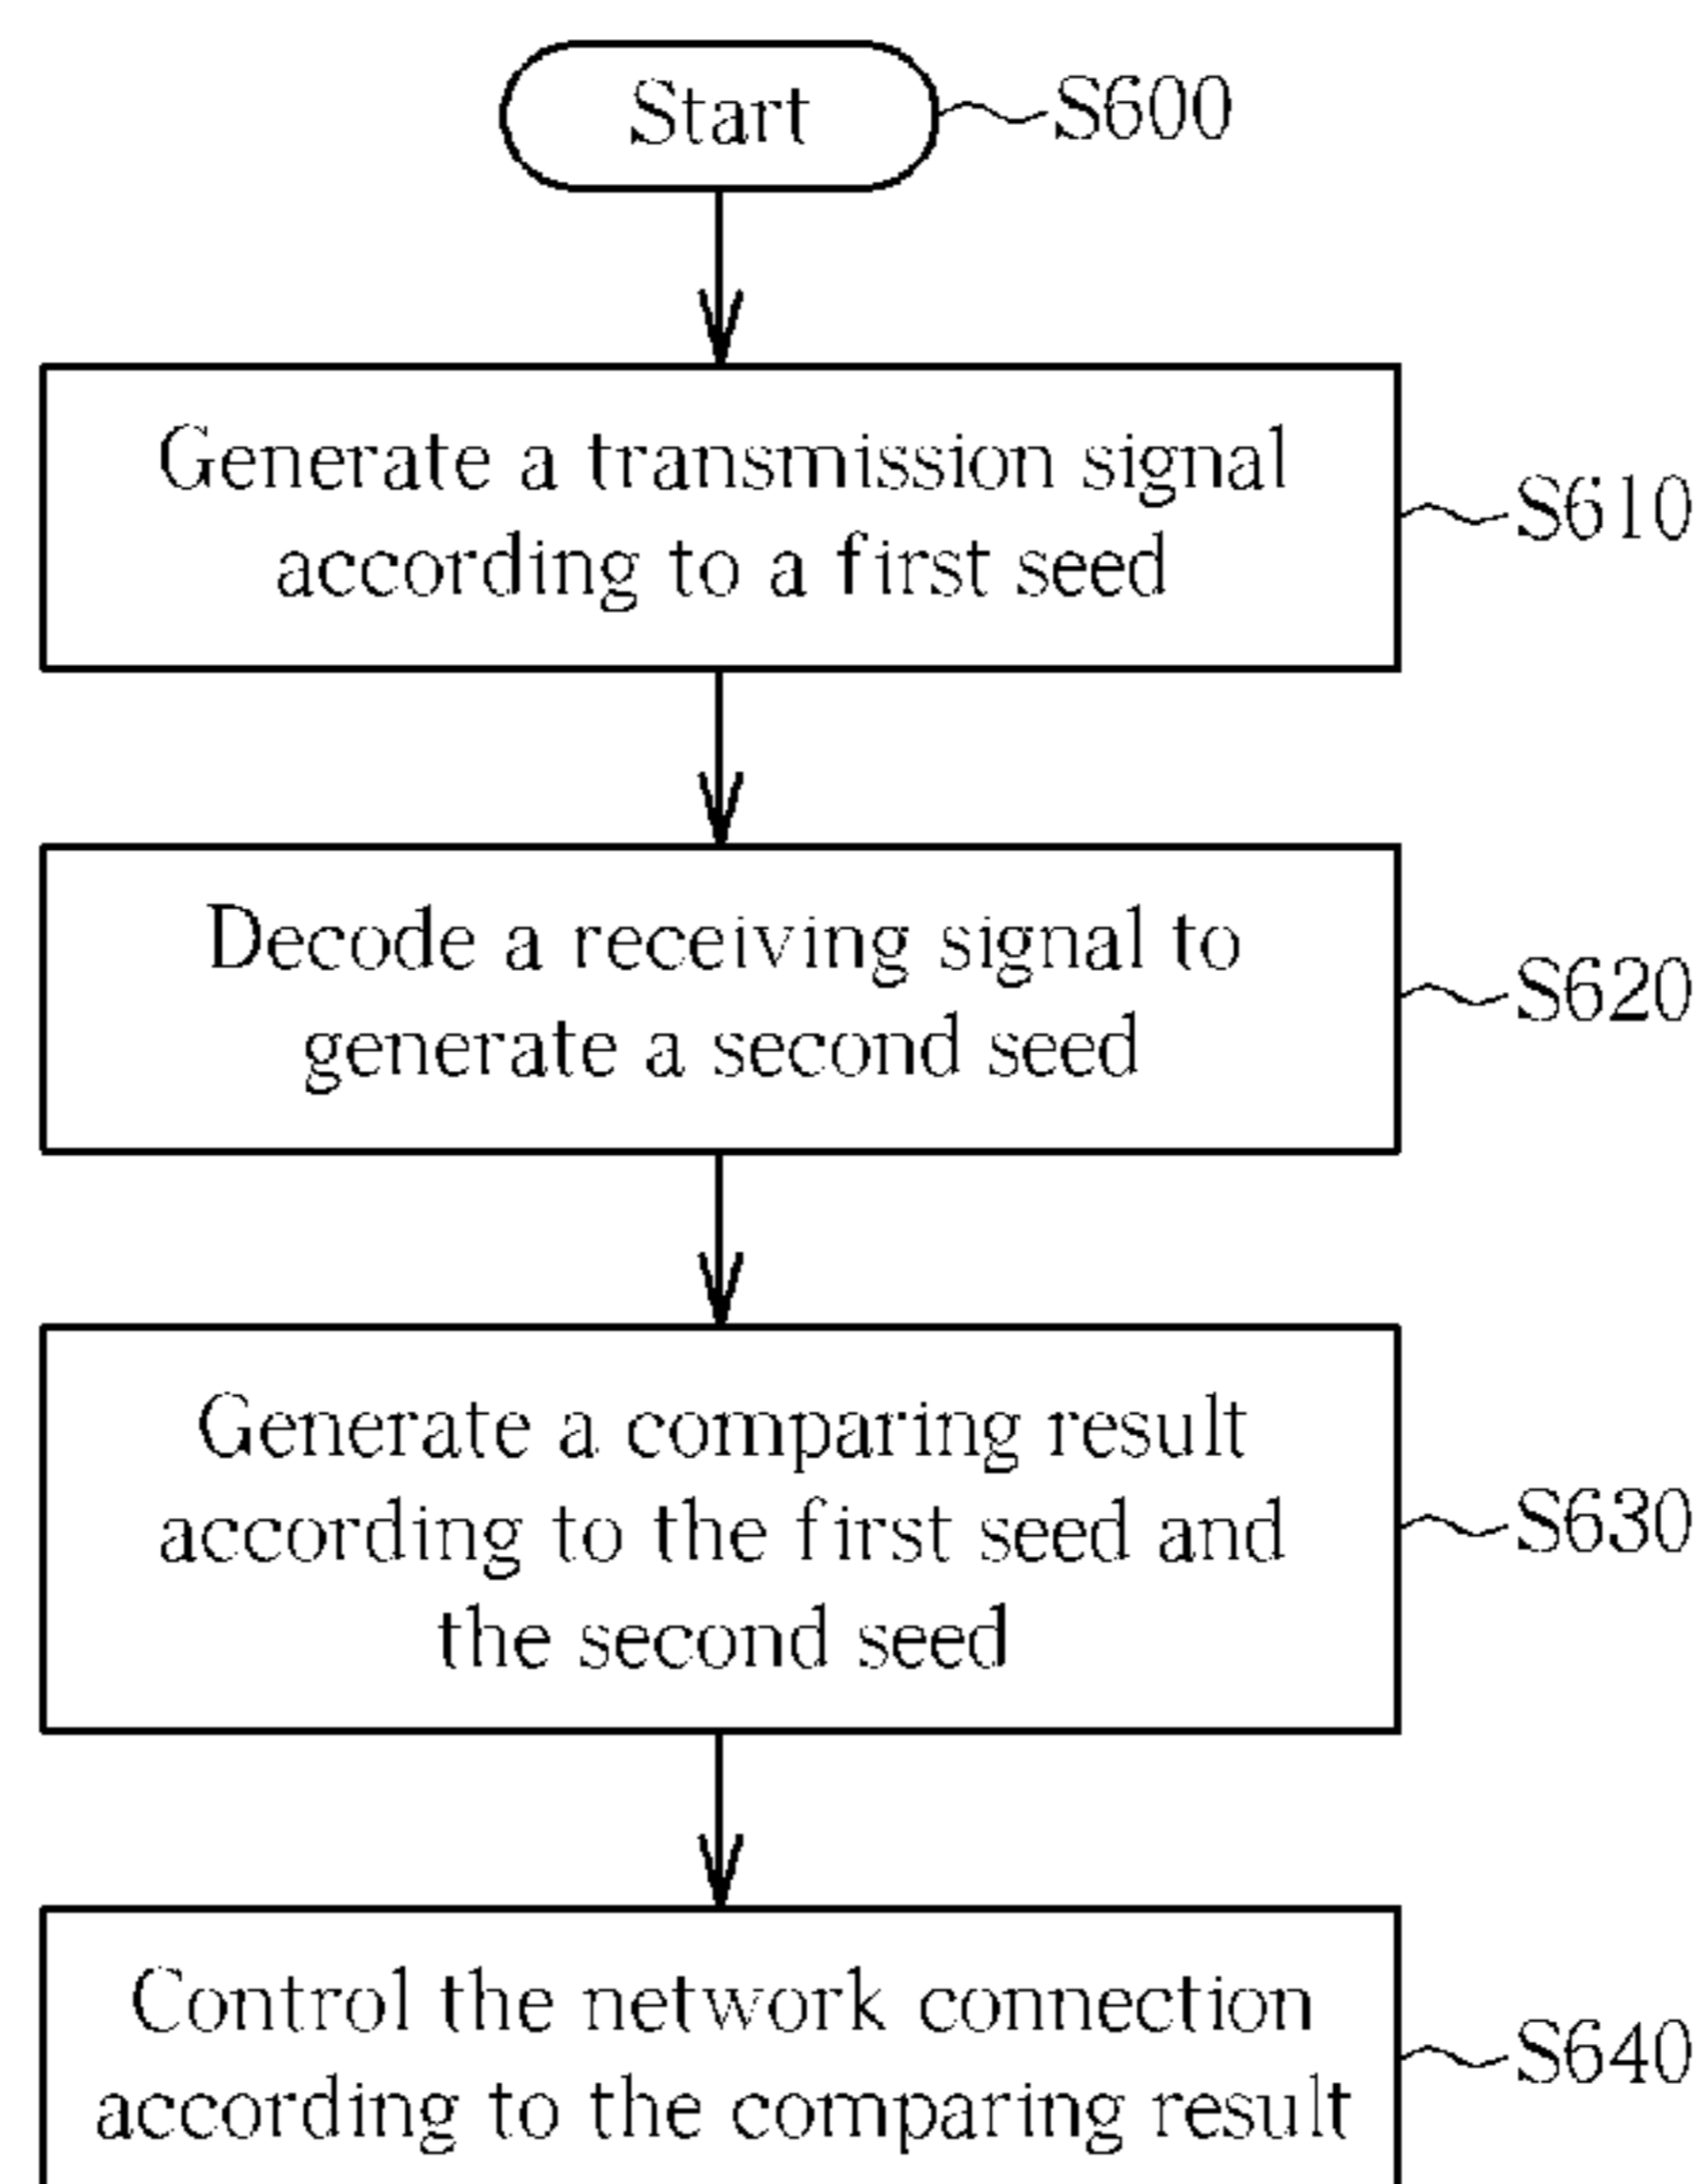 Start
S600
Generate a transmission signal
according to a first seed
S610
Decode a receiving signal to
generate a second seed
S620
Generate a comparing result
according to the first seed and
the second seed
S630
Control the network connection
according to the comparing result
S640